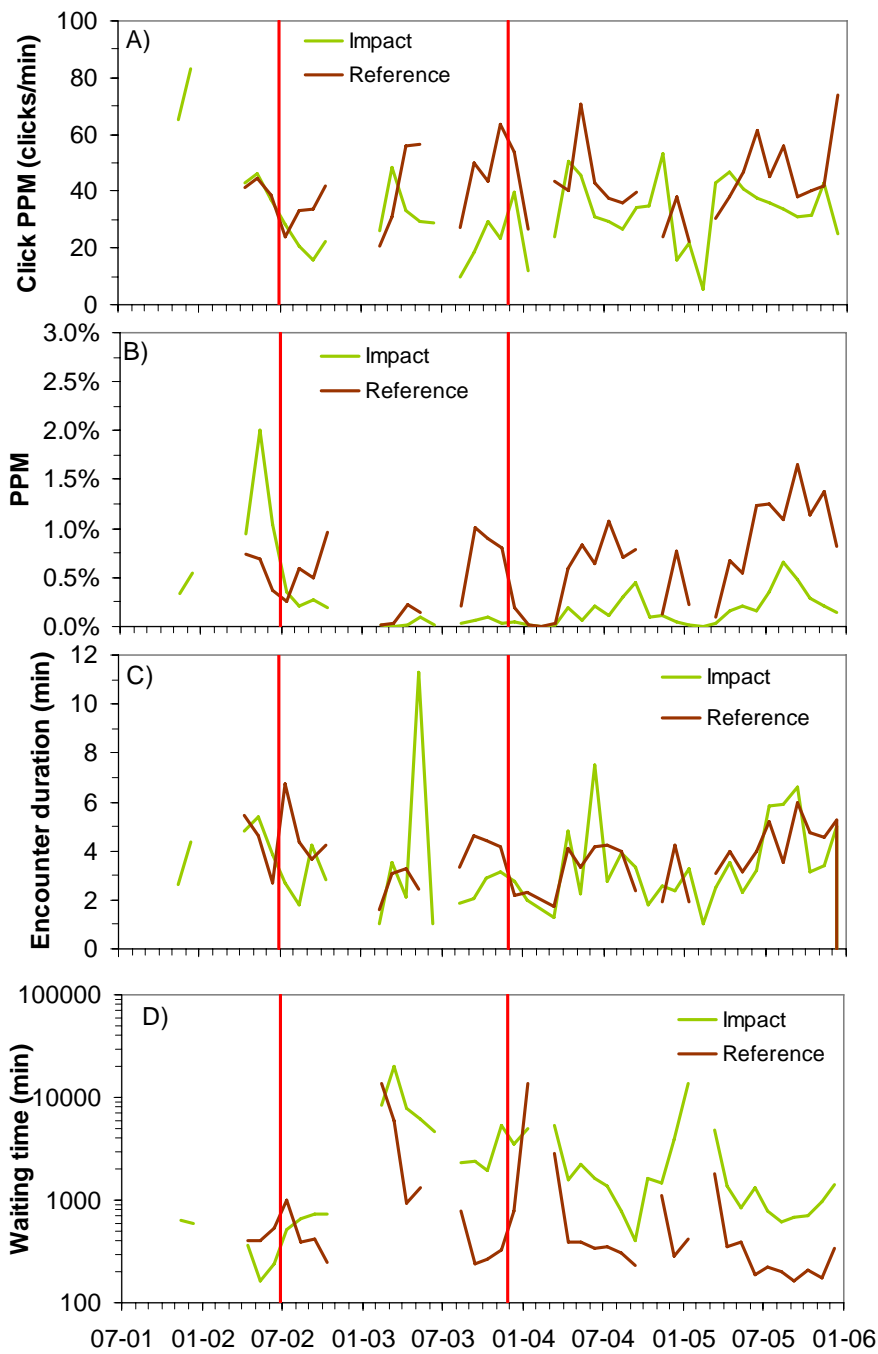 A)
Click PPM (clicks/min)
100
80
60
40
20
0
Impact
Reference
B)
PPM
3.0%
2.5%
2.0%
1.5%
1.0%
0.5%
0.0%
Impact
Reference
C)
Encounter duration (min)
12
10
8
6
4
2
0
Impact
Reference
D)
Waiting time (min)
100000
10000
1000
100
Impact
Reference
07-01 01-02 07-02 01-03 07-03 01-04 07-04 01-05 07-05 01-06